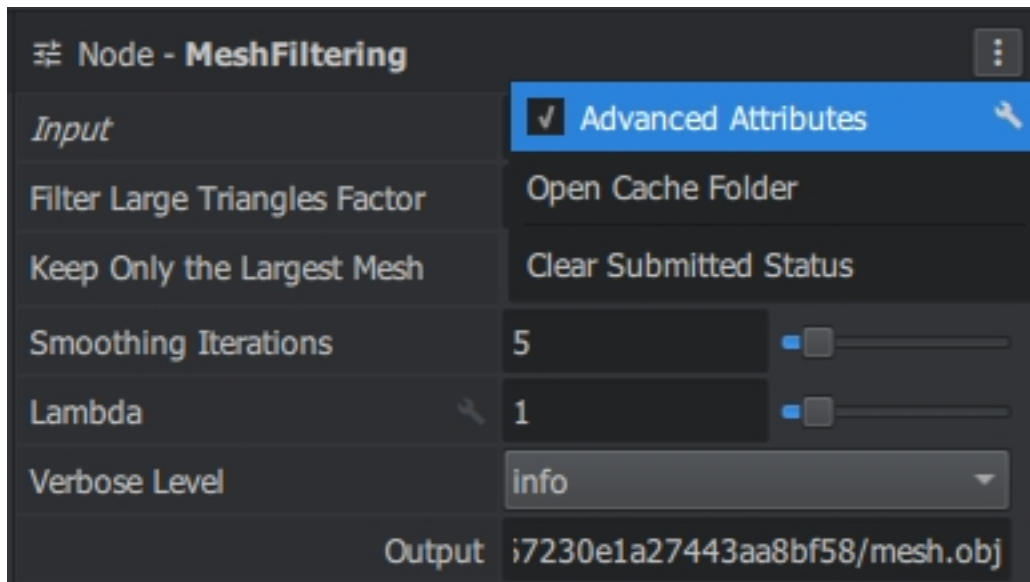 Node - MeshFiltering
Input
Advanced Attributes
Filter Large Triangles Factor
Open Cache Folder
Keep Only the Largest Mesh
Clear Submitted Status
Smoothing Iterations 5
Lambda 1
Verbose Level info
Output 57230e1a27443aa8bf58/mesh.obj